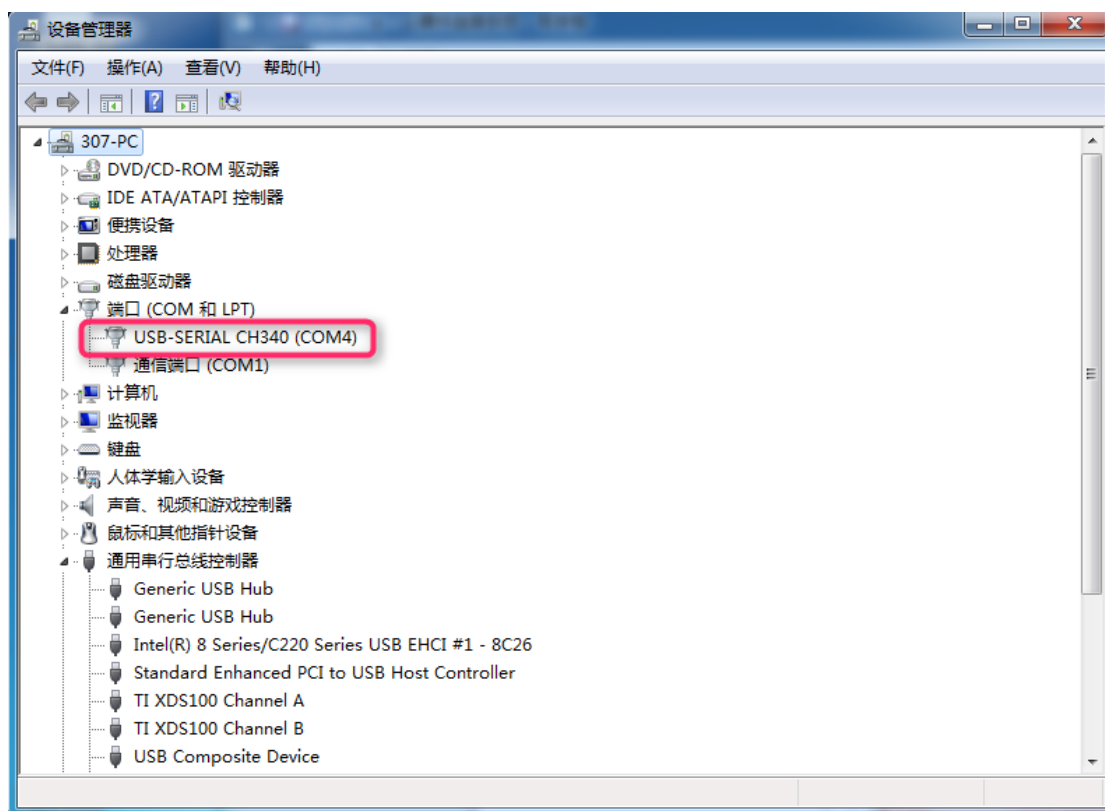 设备管理器
文件(F) 操作(A) 查看(V) 帮助(H)
307-PC
DVD/CD-ROM 驱动器
IDE ATA/ATAPI 控制器
便携设备
处理器
磁盘驱动器
端口 (COM 和 LPT)
USB-SERIAL CH340 (COM4)
通信端口 (COM1)
计算机
监视器
键盘
人体学输入设备
声音、视频和游戏控制器
鼠标和其他指针设备
通用串行总线控制器
Generic USB Hub
Generic USB Hub
Intel(R) 8 Series/C220 Series USB EHCI #1 - 8C26
Standard Enhanced PCI to USB Host Controller
TI XDS100 Channel A
TI XDS100 Channel B
USB Composite Device